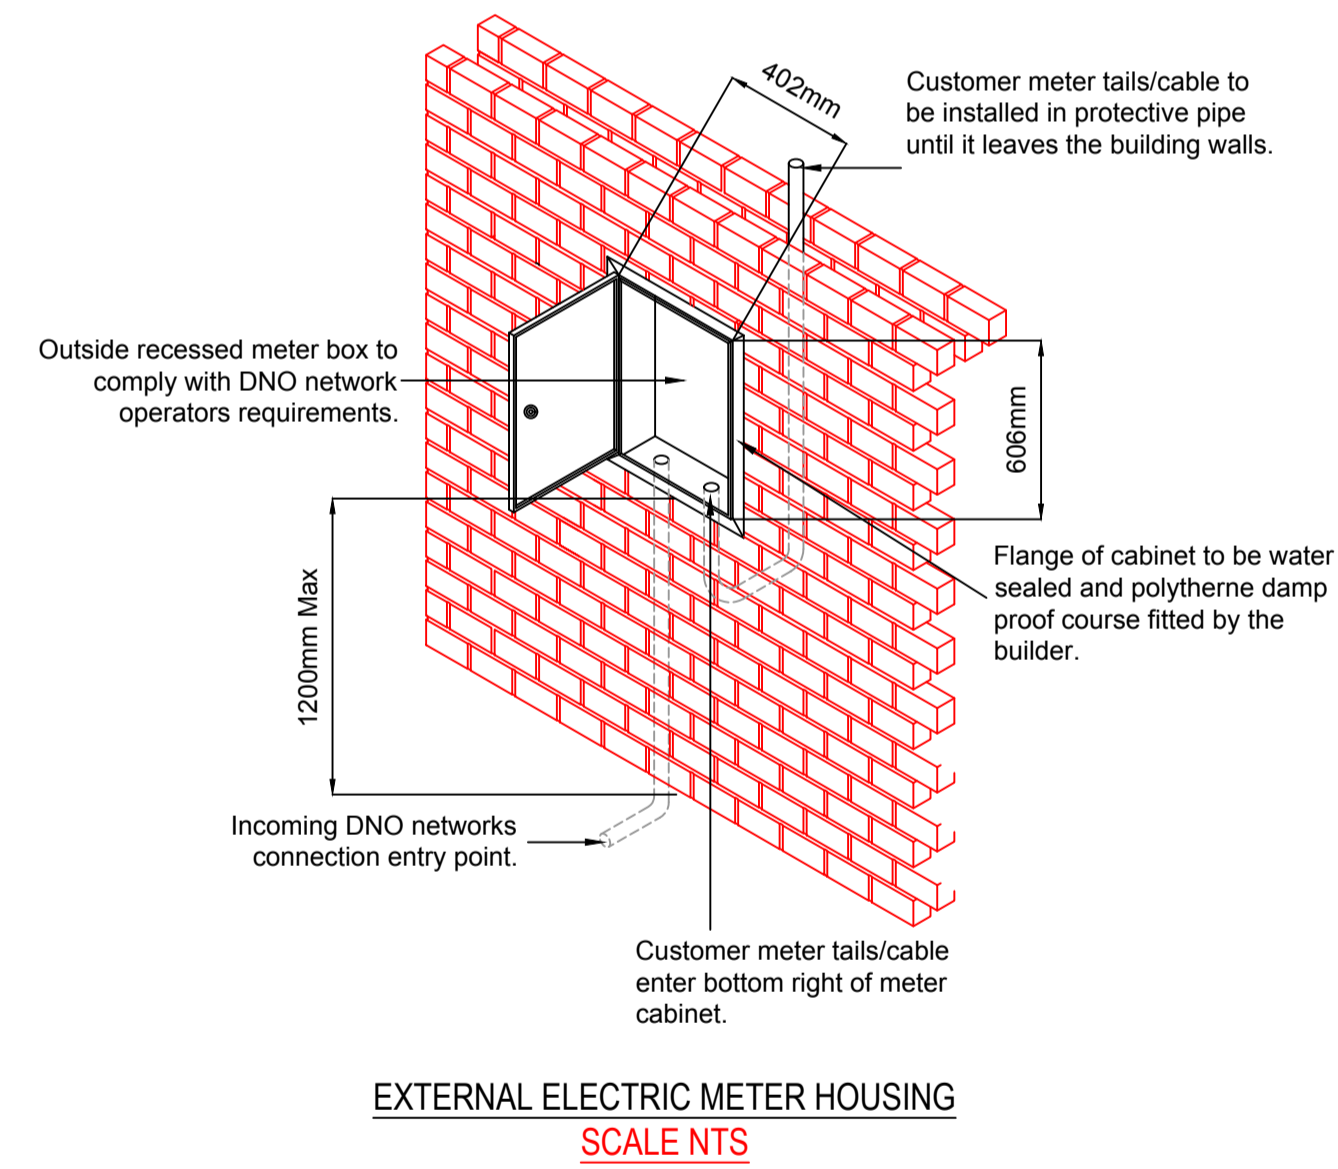 402mm
Customer meter tails/cable to
be installed in protective pipe
until it leaves the building walls.
Outside recessed meter box to
comply with DNO network
operators requirements.
606mm
Flange of cabinet to be water
sealed and polytherne damp
proof course fitted by the
builder.
1200mm Max
Incoming DNO networks
connection entry point.
Customer meter tails/cable
enter bottom right of meter
cabinet.
EXTERNAL ELECTRIC METER HOUSING
SCALE NTS